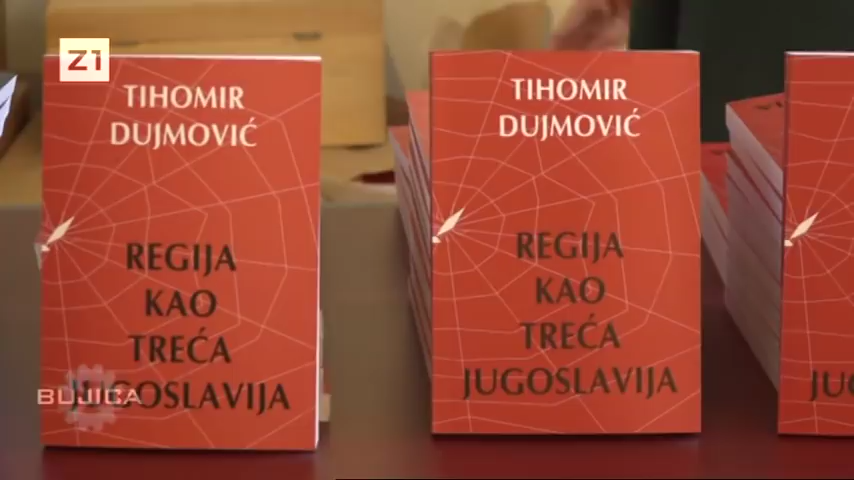 Z1
TIHOMIR
DUJMOVIĆ
REGIJA
KAO
TREĆA
JUGOSLAVIJA
TIHOMIR
DUJMOVIĆ
REGIJA
KAO
TREĆA
JUGOSLAVIJA
BUJICA